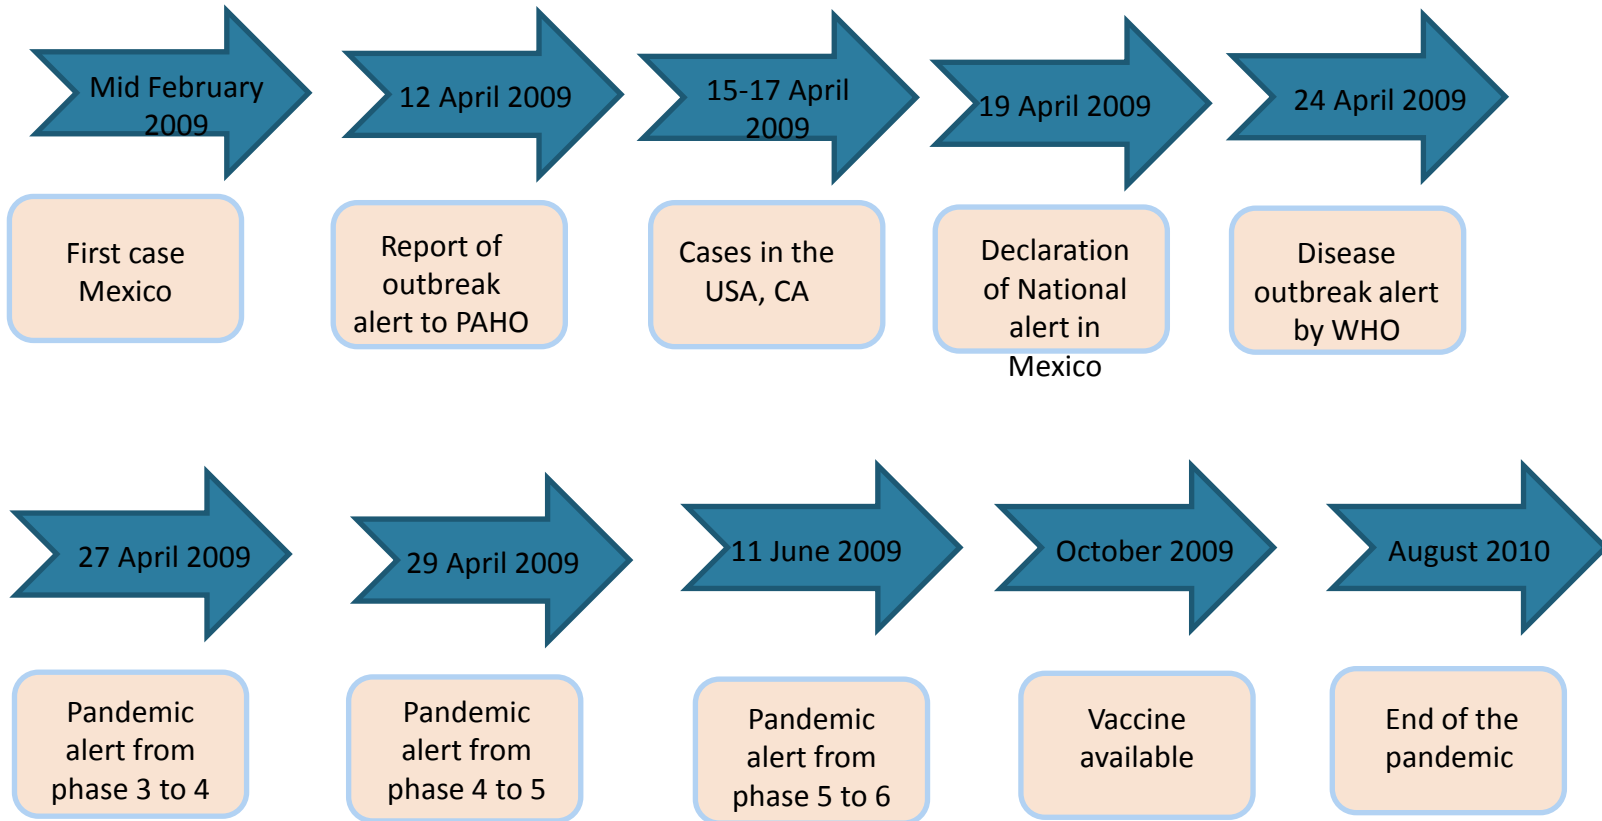 Mid February
2009
12 April 2009
15-17 April
2009
19 April 2009
24 April 2009
First case
Mexico
Report of
outbreak
alert to PAHO
Cases in the
USA, CA
Declaration
of National
alert in
Mexico
Disease
outbreak alert
by WHO
27 April 2009
29 April 2009
11 June 2009
October 2009
August 2010
Pandemic
alert from
phase 3 to 4
Pandemic
alert from
phase 4 to 5
Pandemic
alert from
phase 5 to 6
Vaccine
available
End of the
pandemic